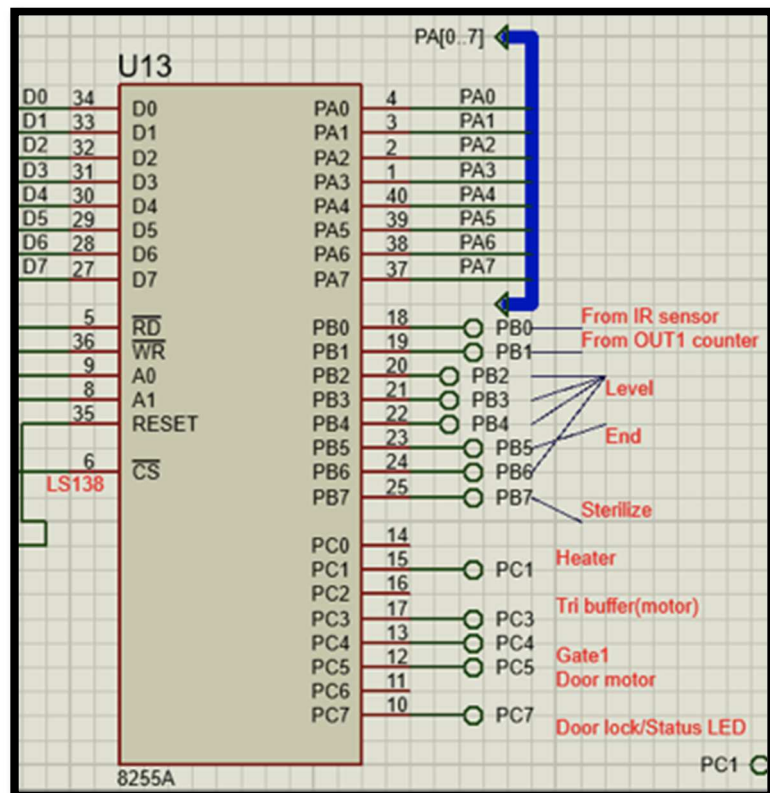 PA[0..7]
U13
D0 34 D0 PA0 4 PA0
D1 33 D1 PA1 3 PA1
D2 32 D2 PA2 2 PA2
D3 31 D3 PA3 1 PA3
D4 30 D4 PA4 40 PA4
D5 29 D5 PA5 39 PA5
D6 28 D6 PA6 38 PA6
D7 27 D7 PA7 37 PA7
5 RD PB0 18 PB0 From IR sensor
36 WR PB1 19 PB1 From OUT1 counter
9 A0 PB2 20 PB2
8 A1 PB3 21 PB3 Level
35 RESET PB4 22 PB4
PB5 23 PB5 End
6 CS PB6 24 PB6
LS138 PB7 25 PB7 Sterilize
PC0 14
PC1 15 PC1 Heater
PC2 16
PC3 17 PC3 Tri buffer(motor)
PC4 13 PC4
PC5 12 PC5 Gate1
PC6 11 Door motor
PC7 10 PC7 Door lock/Status LED
PC1
8255A